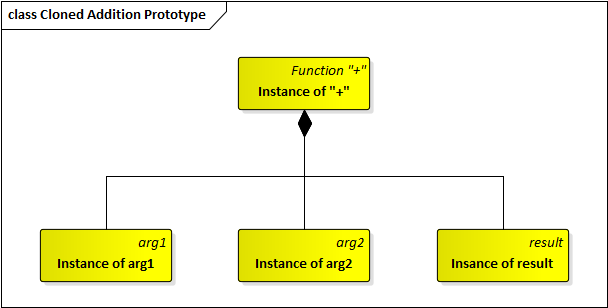 class Cloned Addition Prototype
Function "+"
Instance of "+"
arg1
Instance of arg1
arg2
Instance of arg2
result
Insance of result